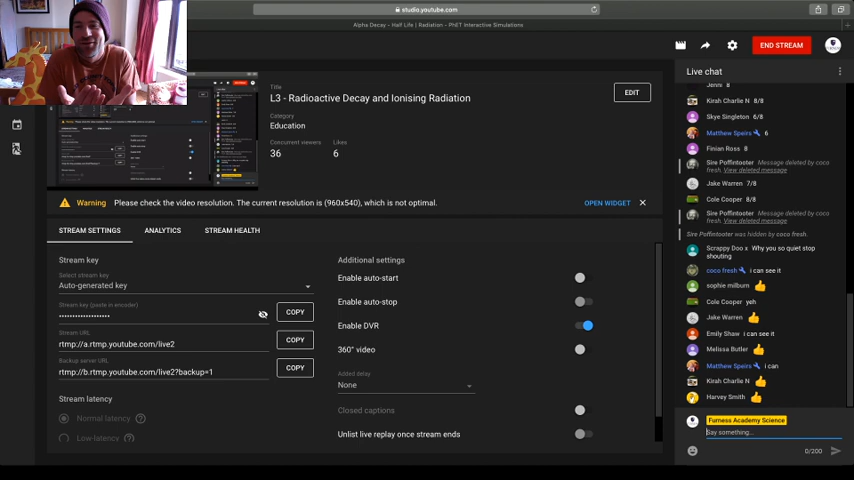 studio.youtube.com
Alpha Decay - Half Life | Radiation - PhET Interactive Simulations
END STREAM
Title
L3 - Radioactive Decay and Ionising Radiation
EDIT
Category
Education
Concurrent viewers
Likes
36
6
Warning
Please check the video resolution. The current resolution is (960x540), which is not optimal.
OPEN WIDGET
STREAM SETTINGS
ANALYTICS
STREAM HEALTH
Stream key
Select stream key
Auto-generated key
Stream key (paste in encoder)
••••••••••••••••••
COPY
Stream URL
rtmp://a.rtmp.youtube.com/live2
COPY
Backup server URL
rtmp://b.rtmp.youtube.com/live2?backup=1
COPY
Stream latency
Normal latency
Low-latency
Additional settings
Enable auto-start
Enable auto-stop
Enable DVR
360° video
Added delay
None
Closed captions
Unlist live replay once stream ends
Live chat
Jenni 8
Kirah Charlie N 8/8
Skye Singleton 6/8
Matthew Speirs 6
Finian Ross 8
Sire Poffintooter Message deleted by coco
fresh. View deleted message
Jake Warren 7/8
Cole Cooper 8/8
Sire Poffintooter Message deleted by coco
fresh. View deleted message
Sire Poffintooter was hidden by coco fresh.
Scrappy Doo x Why you so quiet stop
shouting
coco fresh i can see it
sophie milburn
Cole Cooper yeh
Jake Warren
Emily Shaw i can see it
Melissa Butler
Matthew Speirs i can
Kirah Charlie N
Harvey Smith
Furness Academy Science
Say something...
0/200